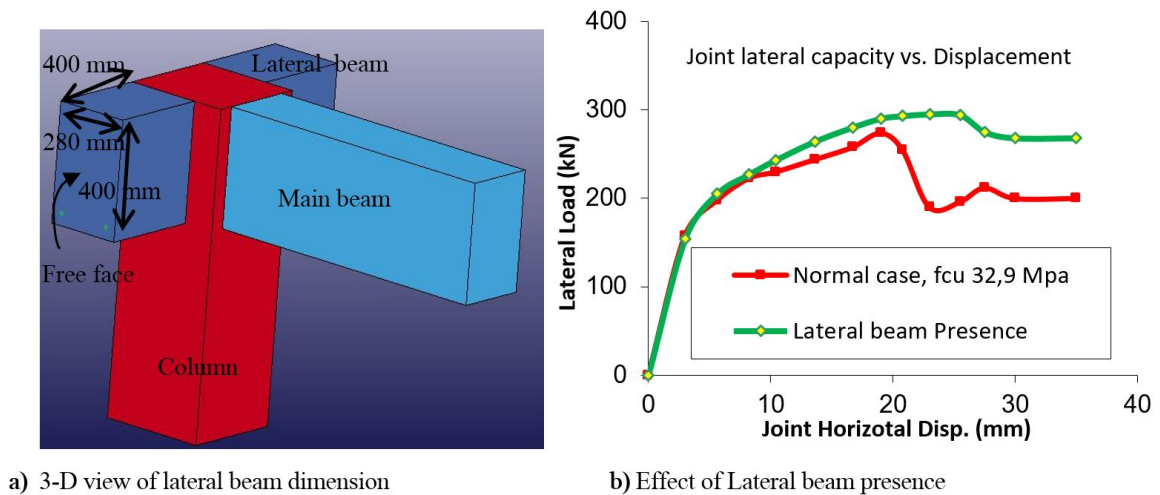 400 mm
Lateral beam
280 mm
400 mm
Main beam
Free face
Column
a) 3-D view of lateral beam dimension
Joint lateral capacity vs. Displacement
400
300
200
100
0
Lateral Load (kN)
Normal case, fcu 32,9 Mpa
Lateral beam Presence
0 10 20 30 40
Joint Horizotal Disp. (mm)
b) Effect of Lateral beam presence